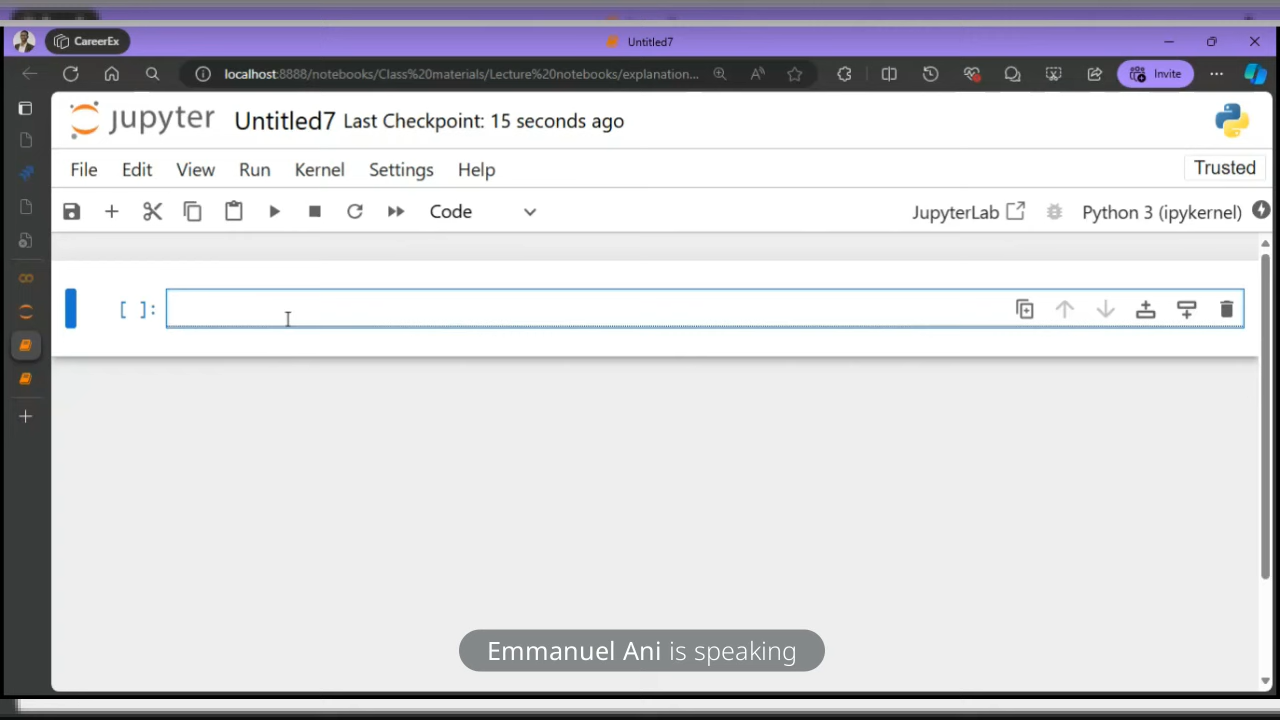 CareerEx
Untitled7
localhost:8888/notebooks/Class%20materials/Lecture%20notebooks/explanation...
Invite
jupyter Untitled7 Last Checkpoint: 15 seconds ago
File Edit View Run Kernel Settings Help
Trusted
Code
JupyterLab
Python 3 (ipykernel)
[ ]:
Emmanuel Ani is speaking